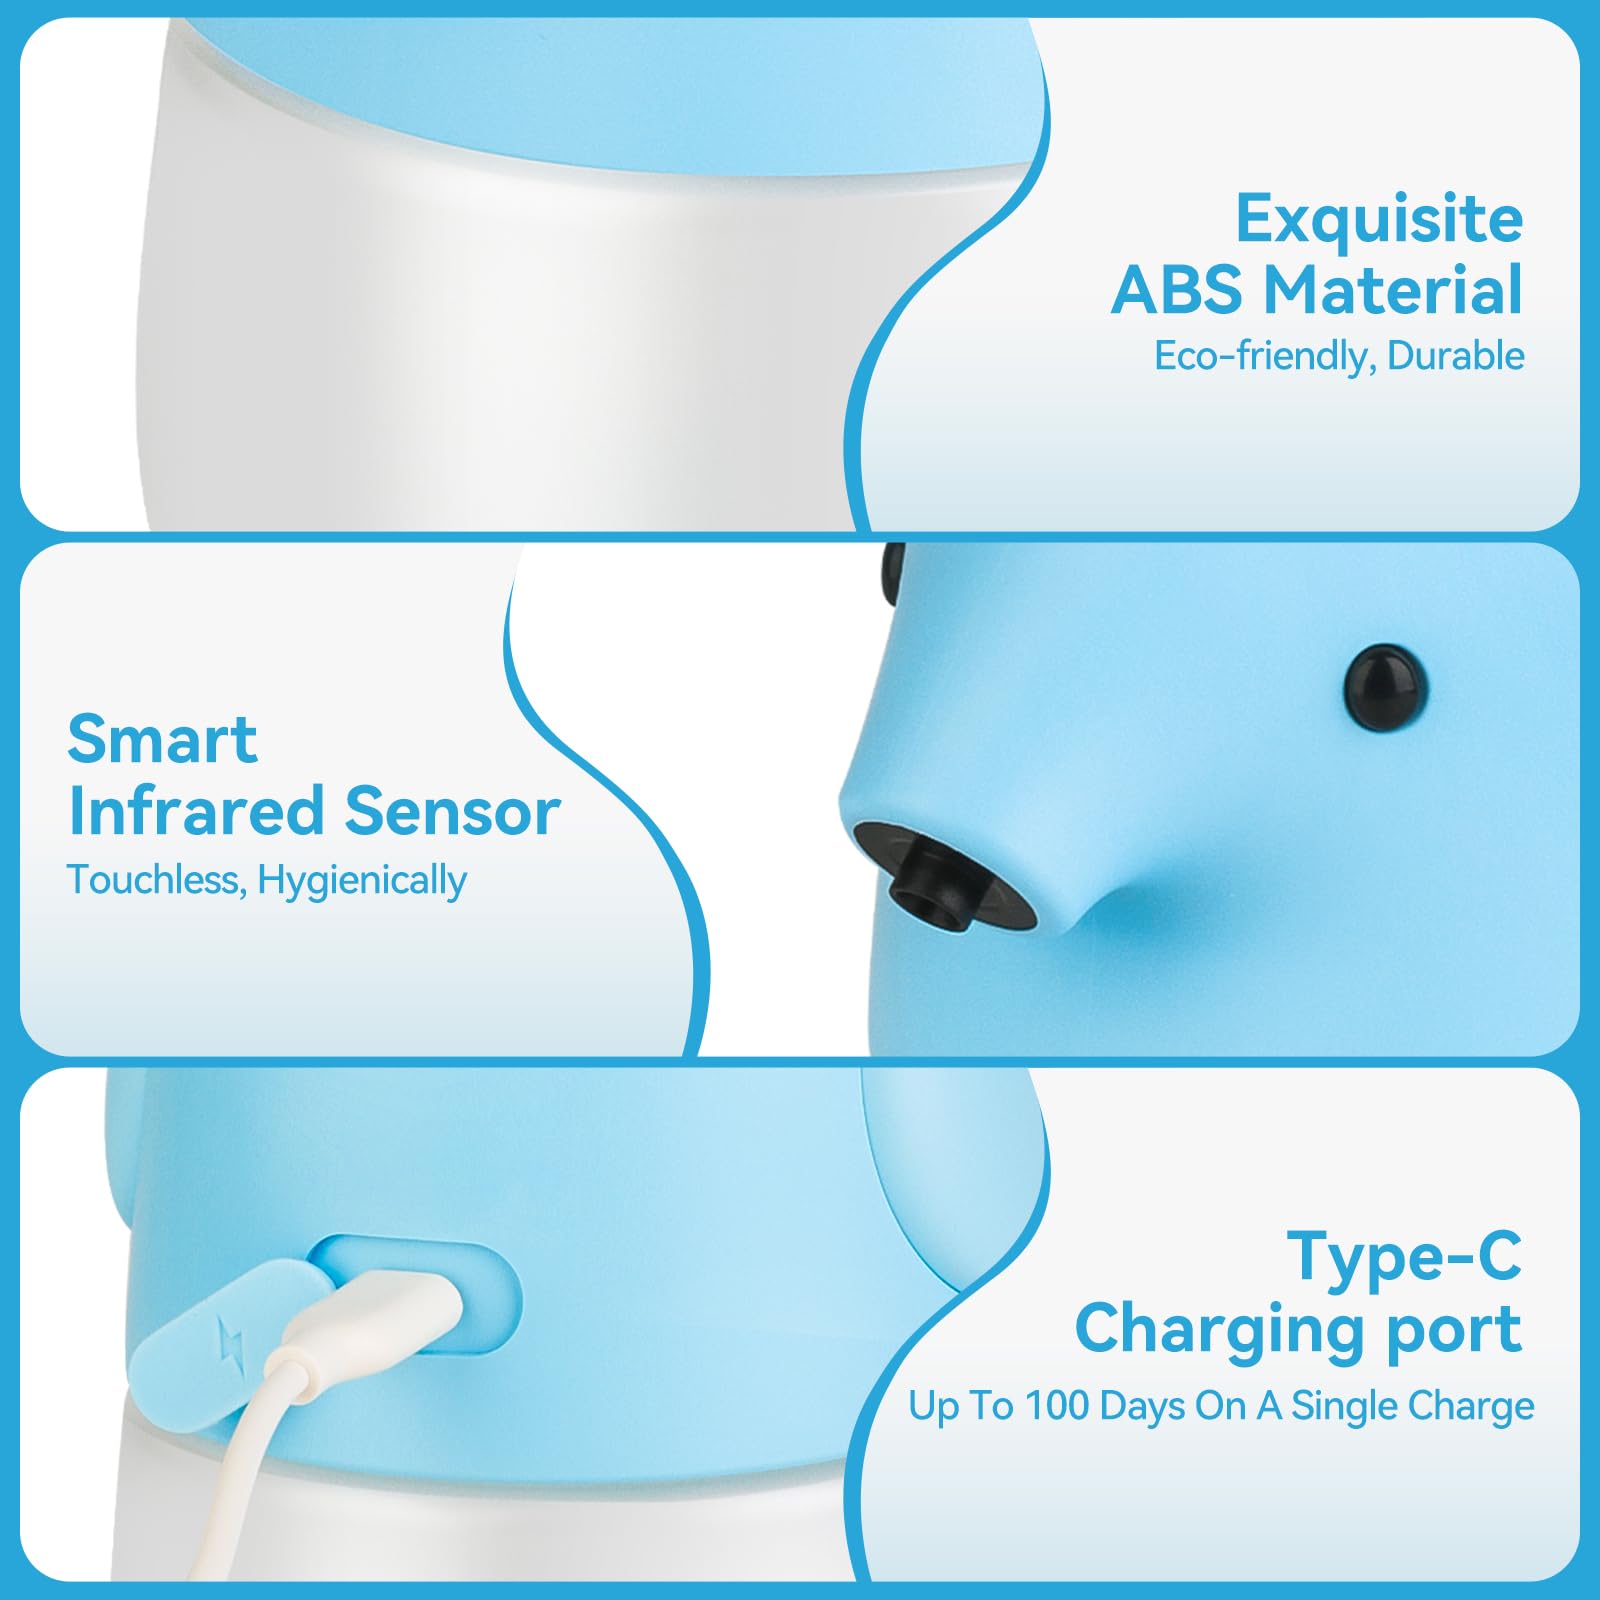 Exquisite
ABS Material
Eco-friendly, Durable
Smart
Infrared Sensor
Touchless, Hygienically
Type-C
Charging port
Up To 100 Days On A Single Charge